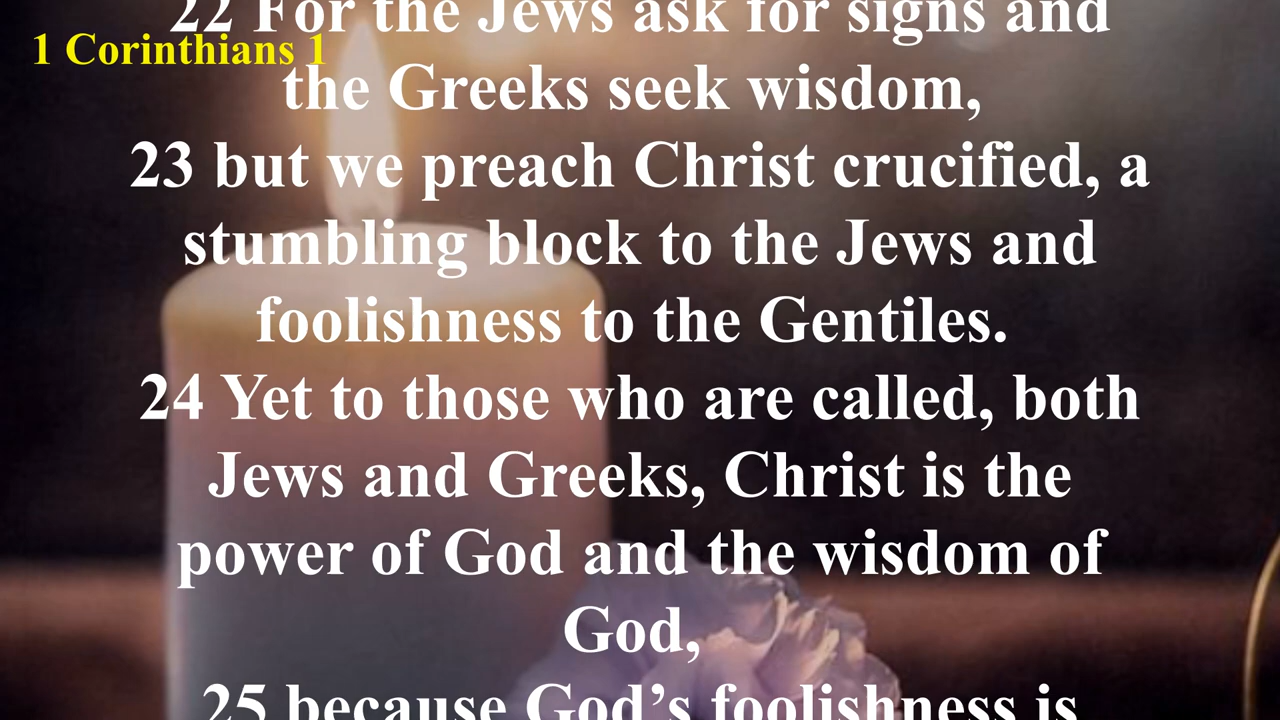 22 For the Jews ask for signs and
1 Corinthians 1
the Greeks seek wisdom,
23 but we preach Christ crucified, a
stumbling block to the Jews and
foolishness to the Gentiles.
24 Yet to those who are called, both
Jews and Greeks, Christ is the
power of God and the wisdom of
God,
25 because God’s foolishness is